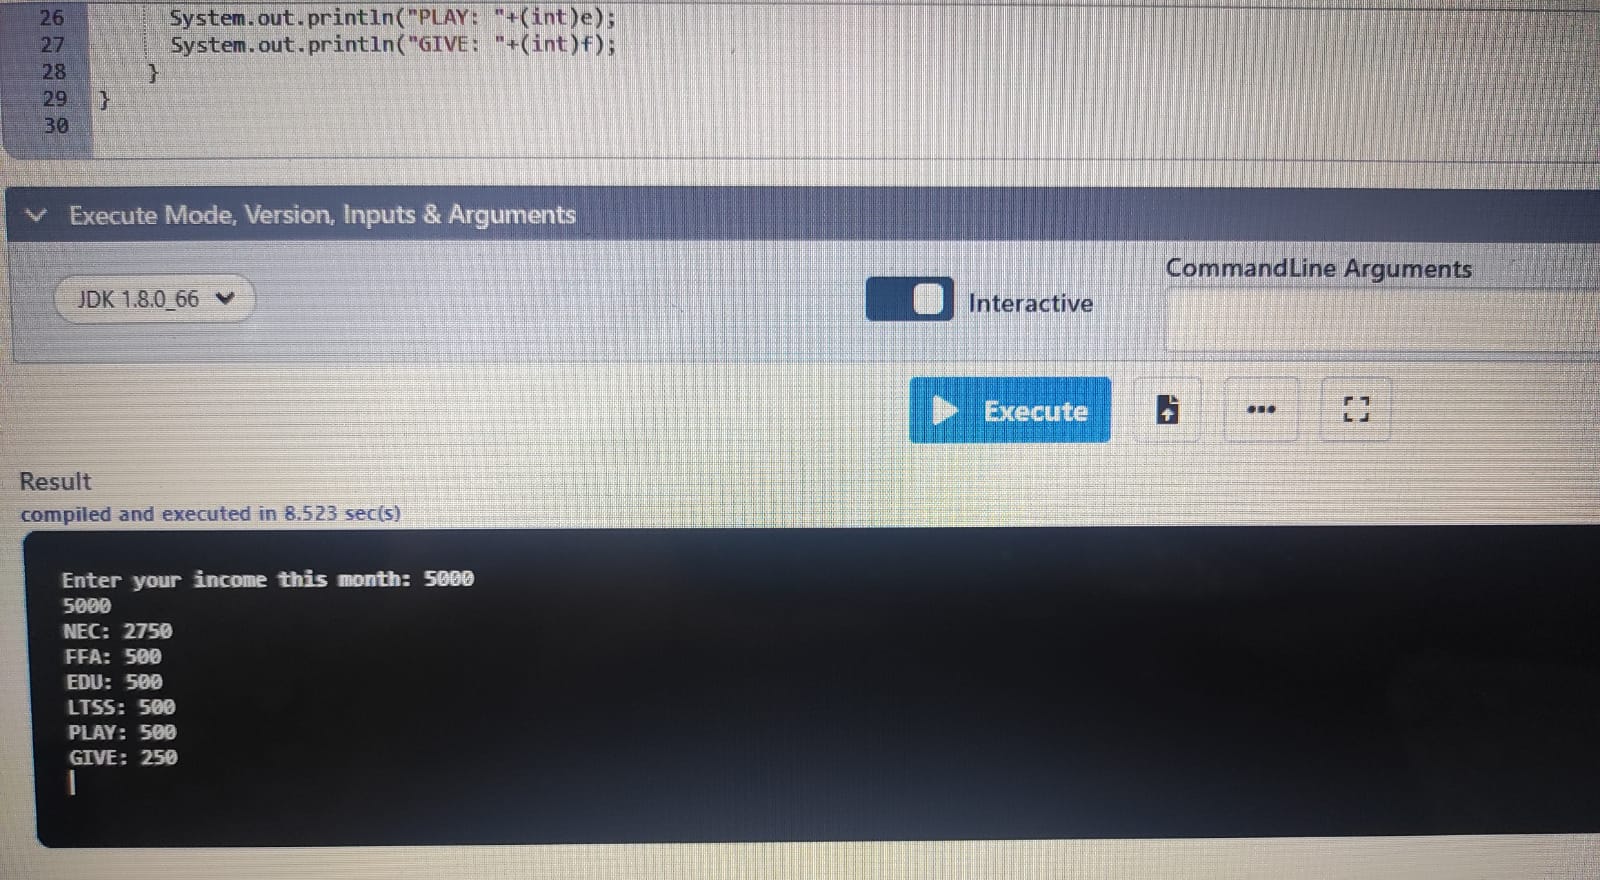 26 System.out.println("PLAY: "+(int)e);
27 System.out.println("GIVE: "+(int)f);
28 }
29 }
30
Execute Mode, Version, Inputs & Arguments
CommandLine Arguments
JDK 1.8.0_66
Interactive
Execute
Result
compiled and executed in 8.523 sec(s)
Enter your income this month: 5000
5000
NEC: 2750
FFA: 500
EDU: 500
LTSS: 500
PLAY: 500
GIVE: 250